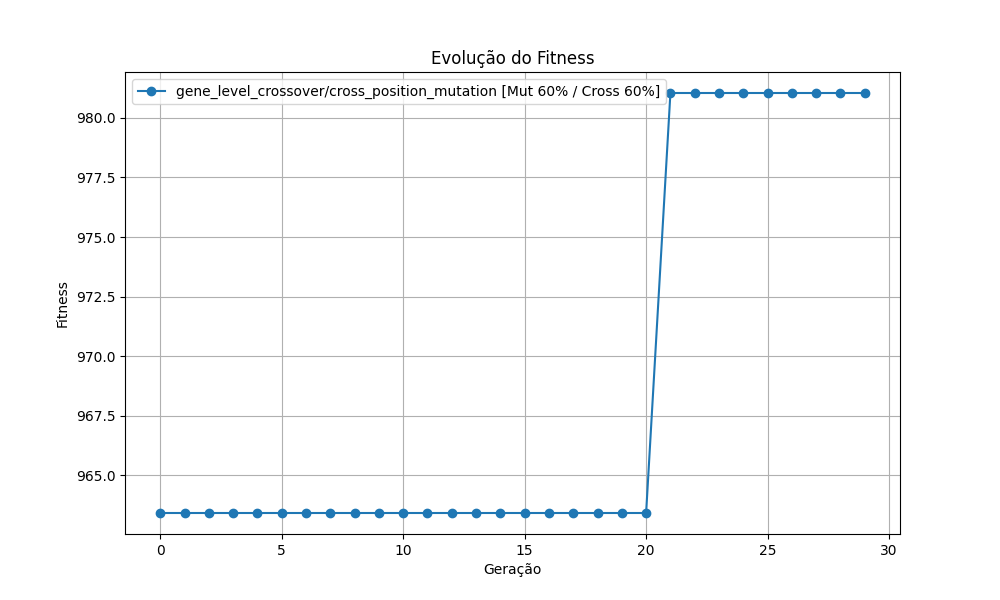 Evolução do Fitness
gene_level_crossover/cross_position_mutation [Mut 60% / Cross 60%]
Fitness
980.0
977.5
975.0
972.5
970.0
967.5
965.0
0 5 10 15 20 25 30
Geração